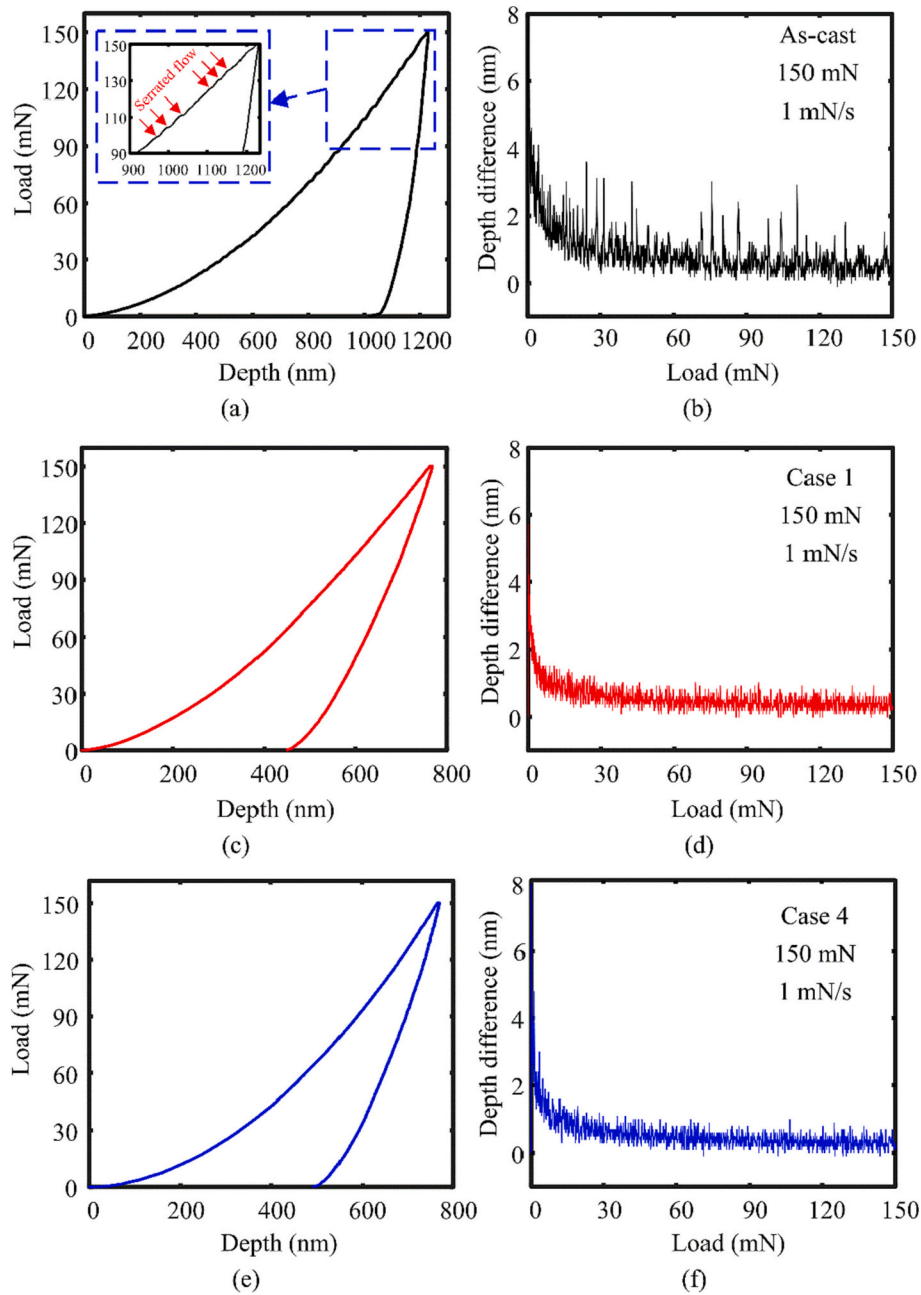 150
120
90
60
30
0
Load (mN)
150
130
110
90
900 1000 1100 1200
Serrated flow
0 200 400 600 800 1000 1200
Depth (nm)
(a)
8
6
4
2
0
Depth difference (nm)
As-cast
150 mN
1 mN/s
0 30 60 90 120 150
Load (mN)
(b)
150
120
90
60
30
0
Load (mN)
0 200 400 600 800
Depth (nm)
(c)
8
6
4
2
0
Depth difference (nm)
Case 1
150 mN
1 mN/s
0 30 60 90 120 150
Load (mN)
(d)
150
120
90
60
30
0
Load (mN)
0 200 400 600 800
Depth (nm)
(e)
8
6
4
2
0
Depth difference (nm)
Case 4
150 mN
1 mN/s
0 30 60 90 120 150
Load (mN)
(f)